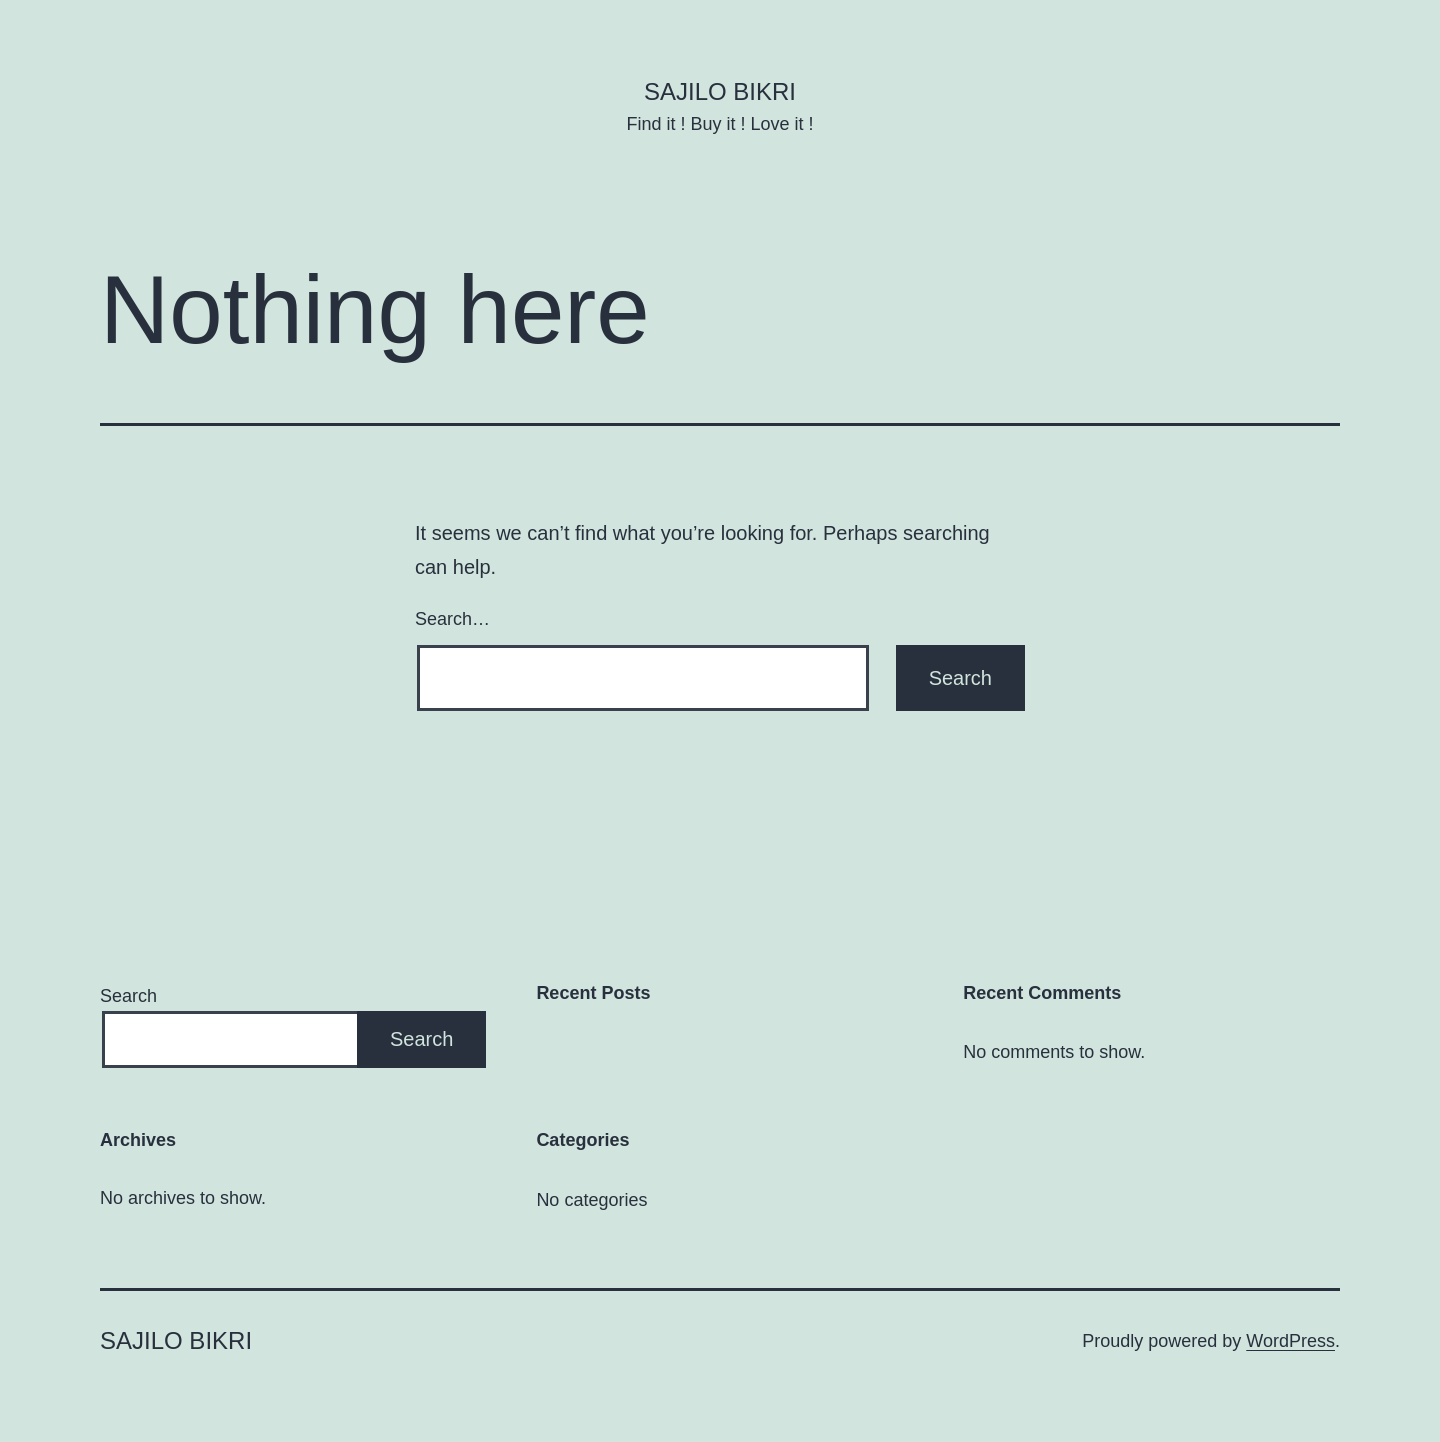 SAJILO BIKRI
Find it ! Buy it ! Love it !
Nothing here
It seems we can’t find what you’re looking for. Perhaps searching
can help.
Search…
Search
Search
Search
Recent Posts
Recent Comments
No comments to show.
Archives
No archives to show.
Categories
No categories
SAJILO BIKRI
Proudly powered by WordPress.